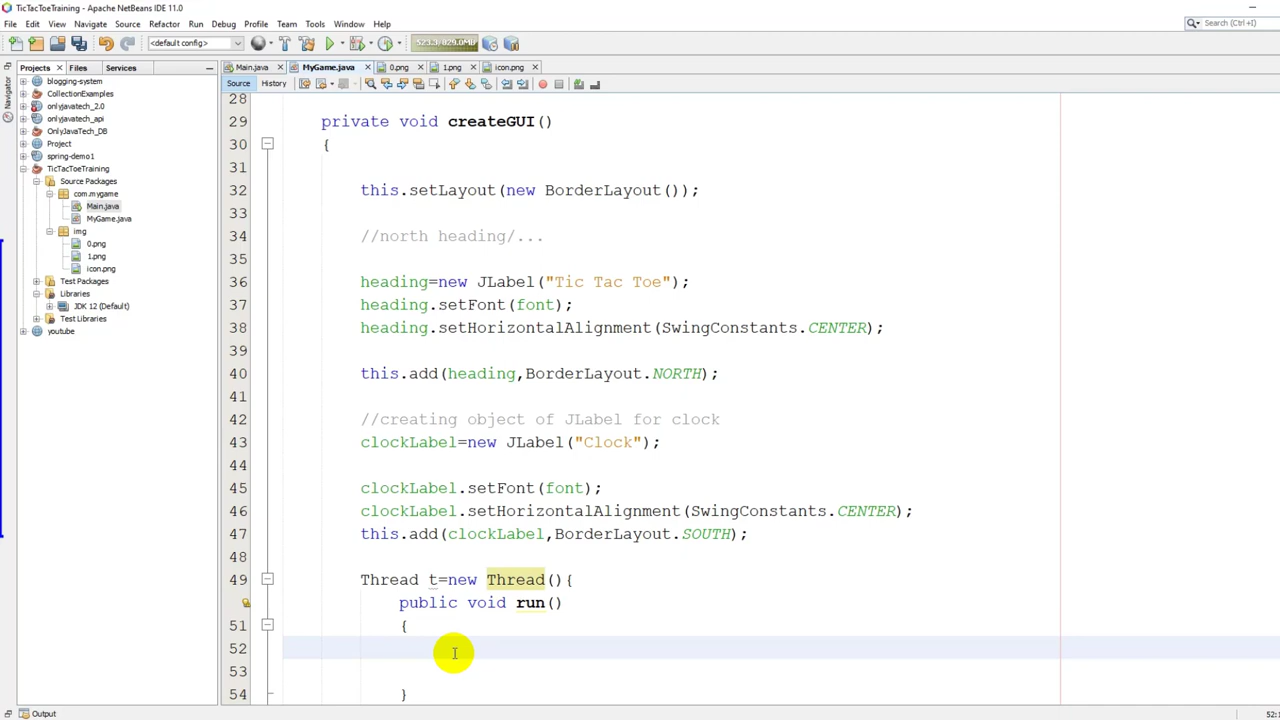 TicTacToeTraining - Apache NetBeans IDE 11.0
File Edit View Navigate Source Refactor Run Debug Profile Team Tools Window Help
<default config>
Search (Ctrl+I)
Projects Files Services
Main.java MyGame.java 0.png 1.png icon.png
Source History
Navigator
blogging-system
CollectionExamples
onlyjavatech_2.0
onlyjavatech_api
OnlyJavaTech_DB
Project
spring-demo1
TicTacToeTraining
Source Packages
com.mygame
Main.java
MyGame.java
img
0.png
1.png
icon.png
Test Packages
Libraries
JDK 12 (Default)
Test Libraries
youtube
28
29 private void createGUI()
30 {
31
32 this.setLayout(new BorderLayout());
33
34 //north heading/...
35
36 heading=new JLabel("Tic Tac Toe");
37 heading.setFont(font);
38 heading.setHorizontalAlignment(SwingConstants.CENTER);
39
40 this.add(heading,BorderLayout.NORTH);
41
42 //creating object of JLabel for clock
43 clockLabel=new JLabel("Clock");
44
45 clockLabel.setFont(font);
46 clockLabel.setHorizontalAlignment(SwingConstants.CENTER);
47 this.add(clockLabel,BorderLayout.SOUTH);
48
49 Thread t=new Thread(){
public void run()
51 {
52
53
54 }
Output